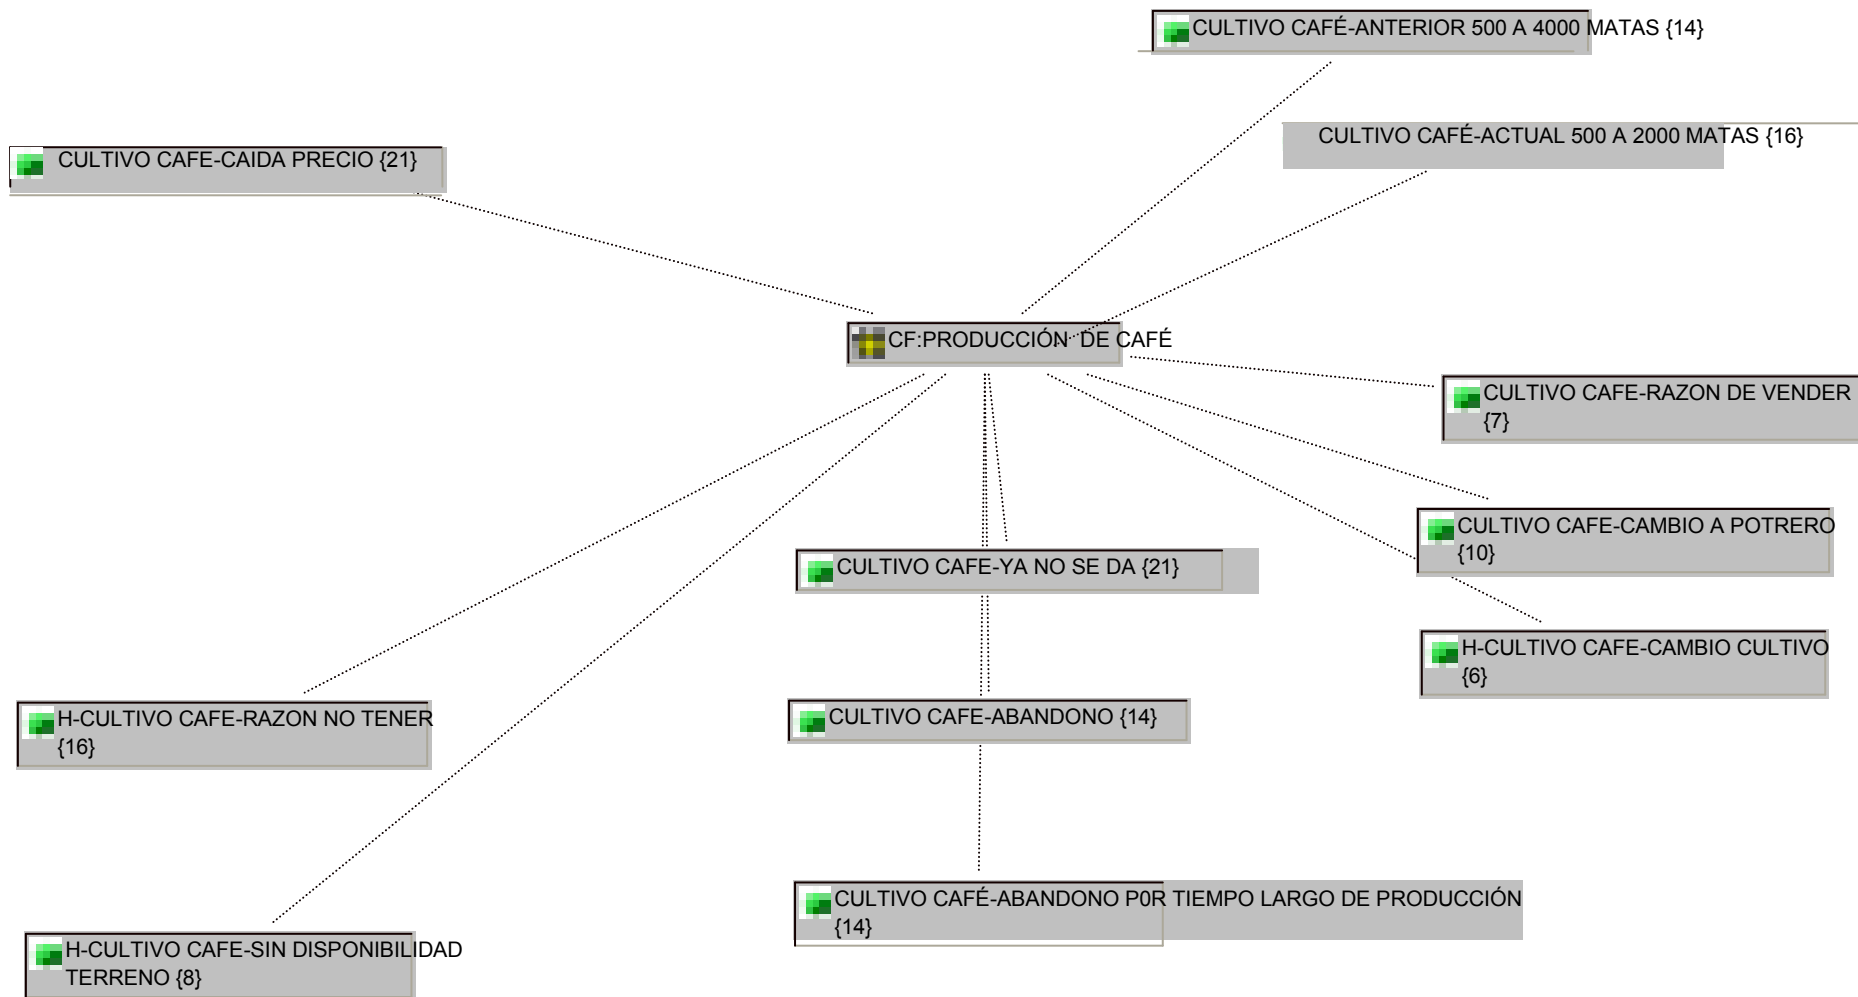 CULTIVO CAFÉ-ANTERIOR 500 A 4000 MATAS {14}
CULTIVO CAFÉ-ACTUAL 500 A 2000 MATAS {16}
CULTIVO CAFE-CAIDA PRECIO {21}
CF:PRODUCCIÓN DE CAFÉ
CULTIVO CAFE-RAZON DE VENDER
{7}
CULTIVO CAFE-CAMBIO A POTRERO
{10}
CULTIVO CAFE-YA NO SE DA {21}
H-CULTIVO CAFE-CAMBIO CULTIVO
{6}
H-CULTIVO CAFE-RAZON NO TENER
{16}
CULTIVO CAFE-ABANDONO {14}
CULTIVO CAFÉ-ABANDONO P0R TIEMPO LARGO DE PRODUCCIÓN
{14}
H-CULTIVO CAFE-SIN DISPONIBILIDAD
TERRENO {8}